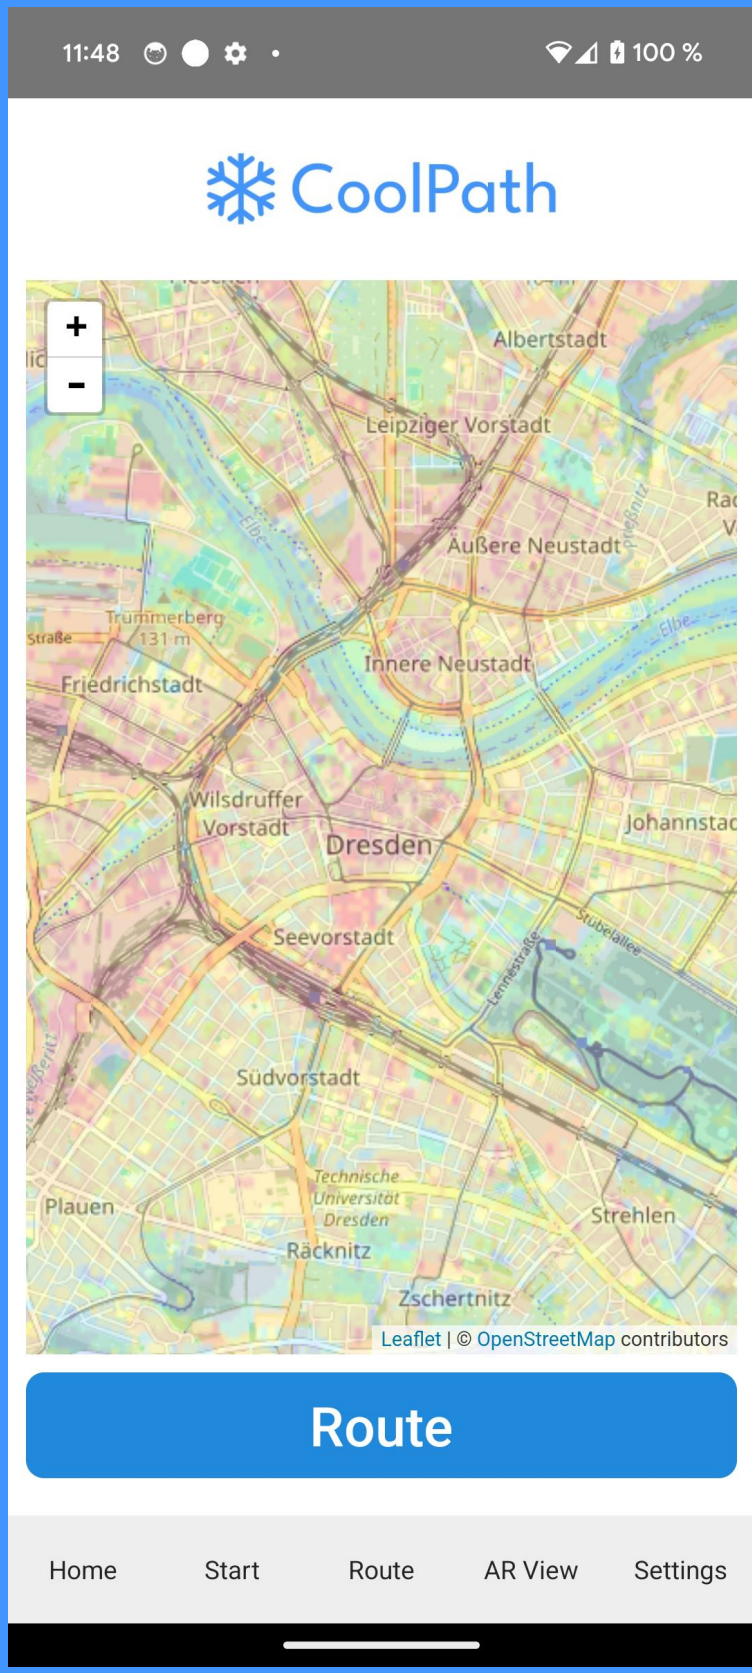 11:48
100 %
CoolPath
+
-
Albertstadt
Leipziger Vorstadt
Äußere Neustadt
Prießnitz
Elbe
Trümmerberg
131 m
straße
Elbe
Innere Neustadt
Friedrichstadt
Wilsdruffer
Vorstadt
Dresden
Johannstad
Seevorstadt
Stübelallee
Lennéstraße
Südvorstadt
Technische
Universität
Dresden
Plauen
Strehlen
Räcknitz
Zschertnitz
Leaflet | © OpenStreetMap contributors
Route
Home Start Route AR View Settings